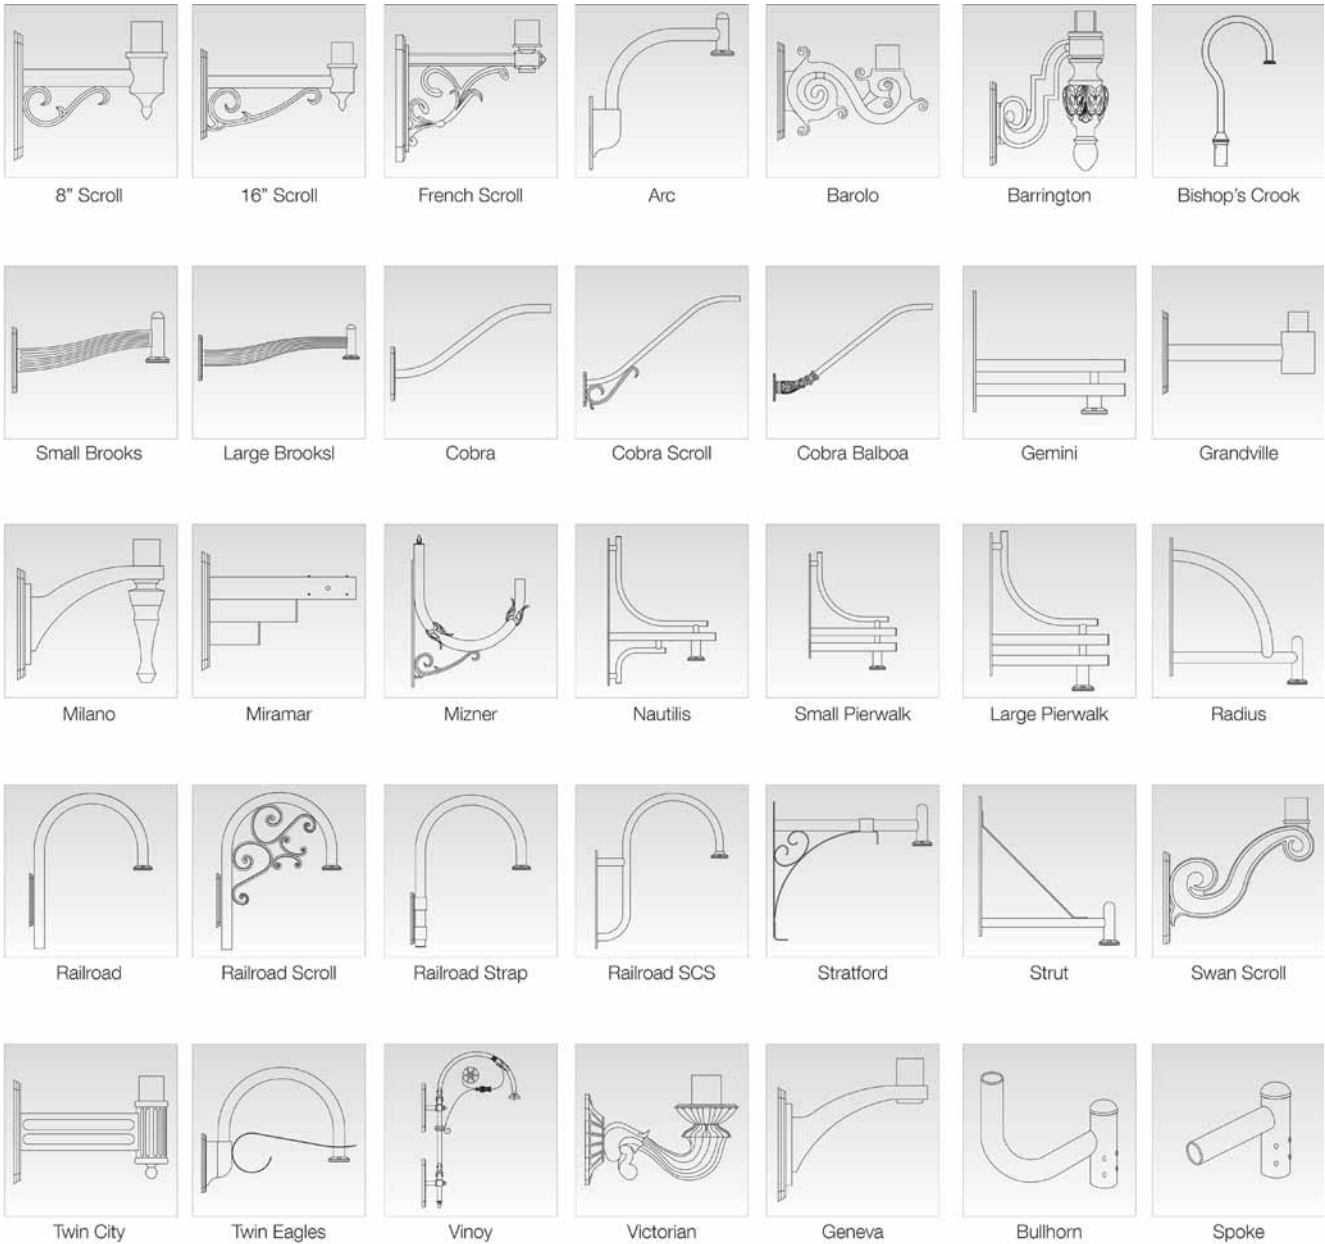 8” Scroll
16” Scroll
French Scroll
Arc
Barolo
Barrington
Bishop’s Crook
Small Brooks
Large Brooksl
Cobra
Cobra Scroll
Cobra Balboa
Gemini
Grandville
Milano
Miramar
Mizner
Nautilis
Small Pierwalk
Large Pierwalk
Radius
Railroad
Railroad Scroll
Railroad Strap
Railroad SCS
Stratford
Strut
Swan Scroll
Twin City
Twin Eagles
Vinoy
Victorian
Geneva
Bullhorn
Spoke